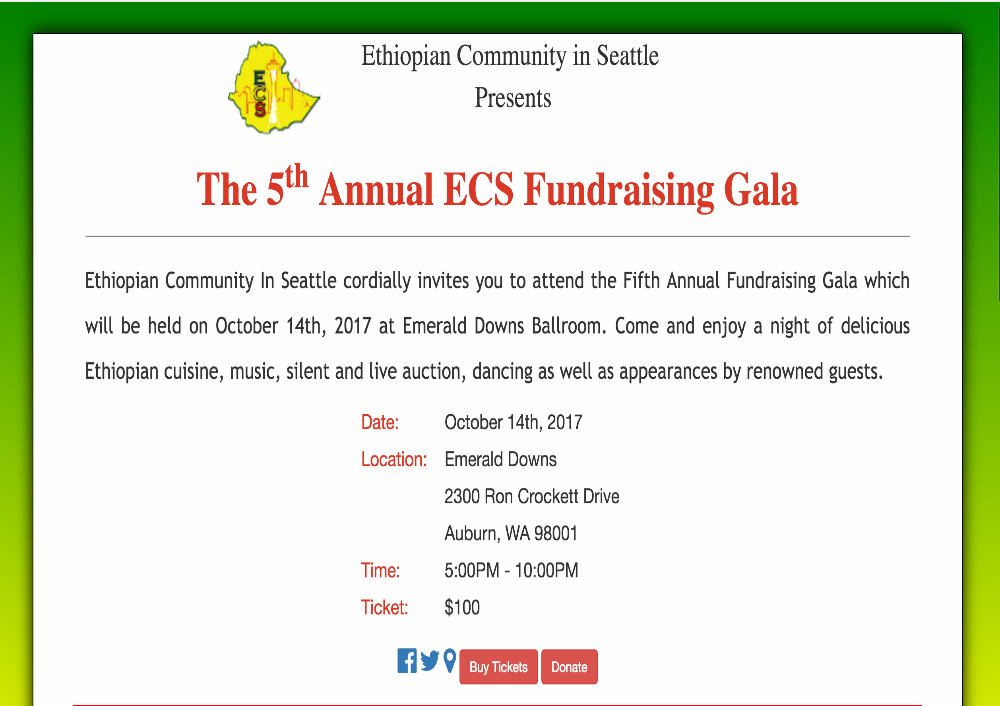 Ethiopian Community in Seattle
Presents
ECS
The 5th Annual ECS Fundraising Gala
Ethiopian Community In Seattle cordially invites you to attend the Fifth Annual Fundraising Gala which
will be held on October 14th, 2017 at Emerald Downs Ballroom. Come and enjoy a night of delicious
Ethiopian cuisine, music, silent and live auction, dancing as well as appearances by renowned guests.
Date: October 14th, 2017
Location: Emerald Downs
2300 Ron Crockett Drive
Auburn, WA 98001
Time: 5:00PM - 10:00PM
Ticket: $100
Buy Tickets Donate